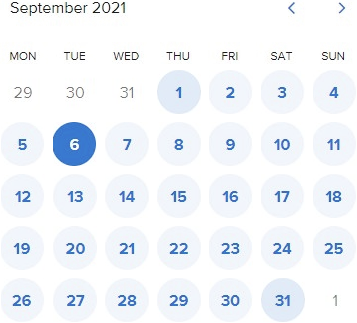 September 2021
MON TUE WED THU FRI SAT SUN
29 30 31 1 2 3 4
5 6 7 8 9 10 11
12 13 14 15 16 17 18
19 20 21 22 23 24 25
26 27 28 29 30 31 1